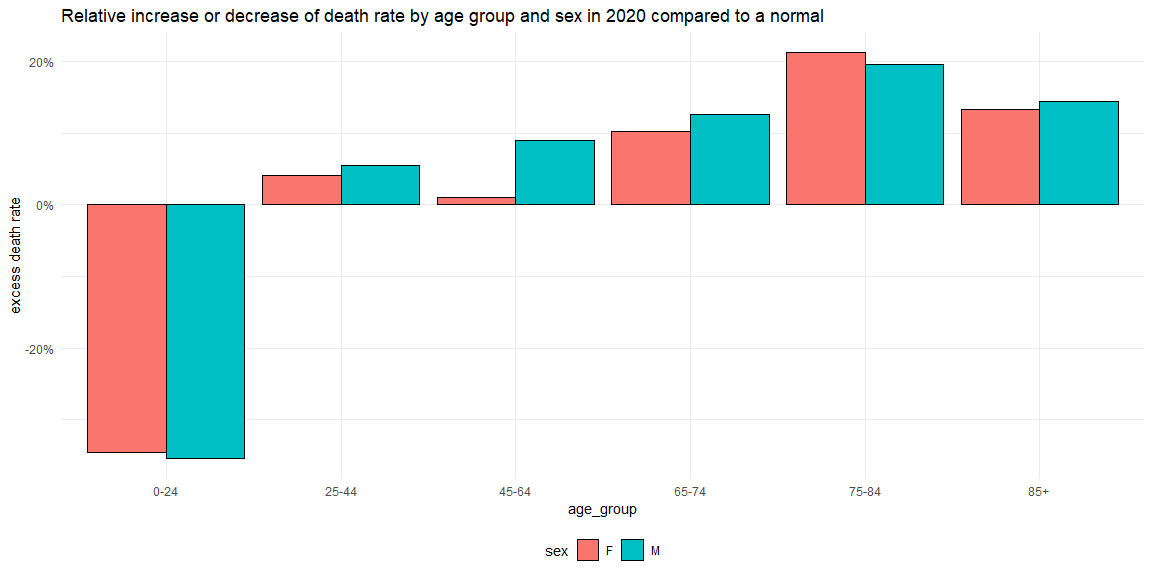 Relative increase or decrease of death rate by age group and sex in 2020 compared to a normal
20%
0%
-20%
excess death rate
0-24 25-44 45-64 65-74 75-84 85+
age_group
sex F M